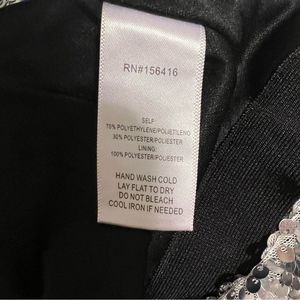 RN#156416
SELF
70% POLYETHYLENE/POLIETILENO
30% POLYESTER/POLIESTER
LINING:
100% POLYESTER/POLIESTER
HAND WASH COLD
LAY FLAT TO DRY
DO NOT BLEACH
COOL IRON IF NEEDED